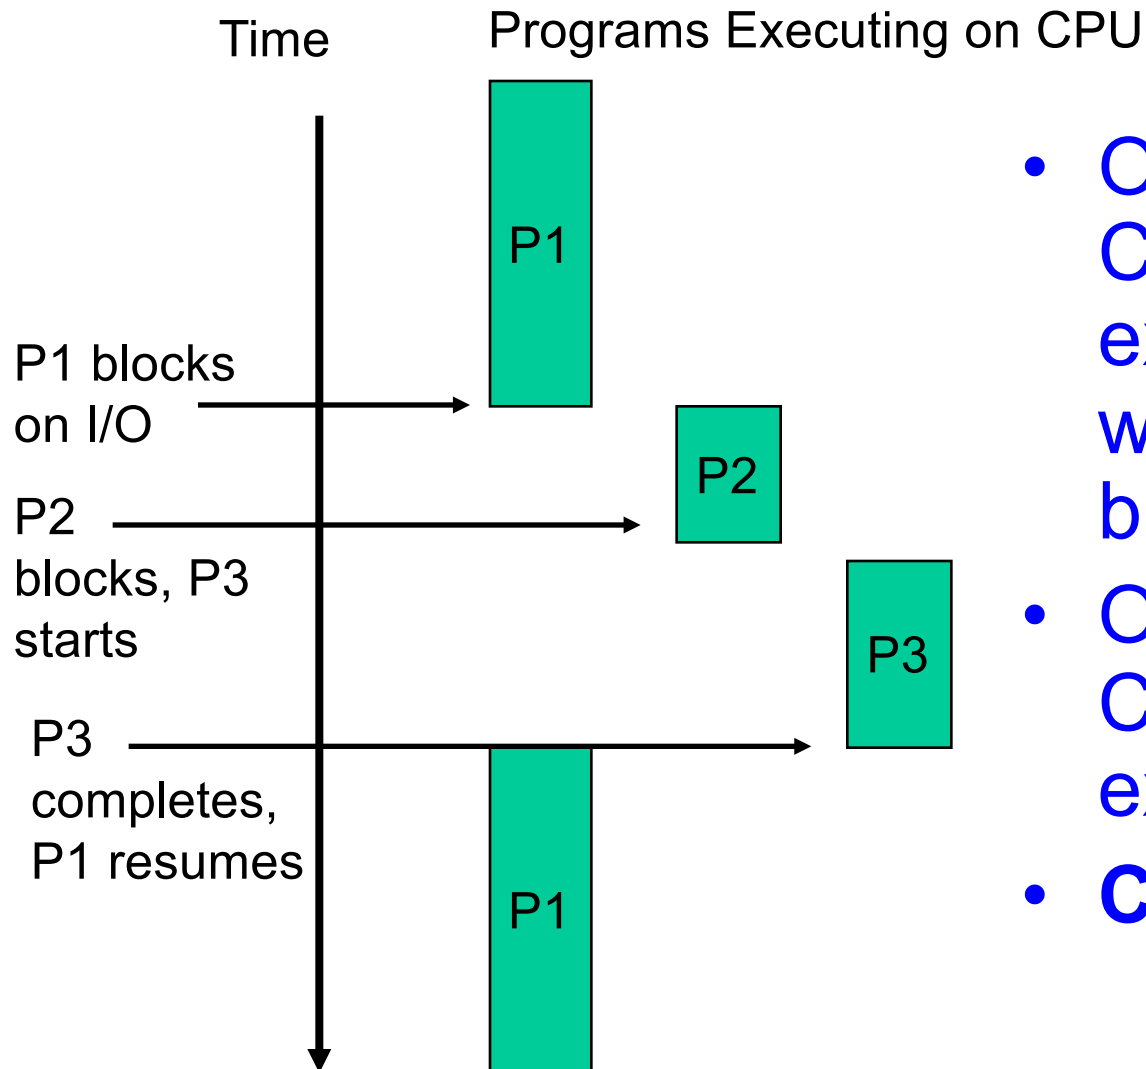 Time
Programs Executing on CPU
P1
P1 blocks
on I/O
P2
P2
blocks, P3
starts
P3
P3
completes,
P1 resumes
P1